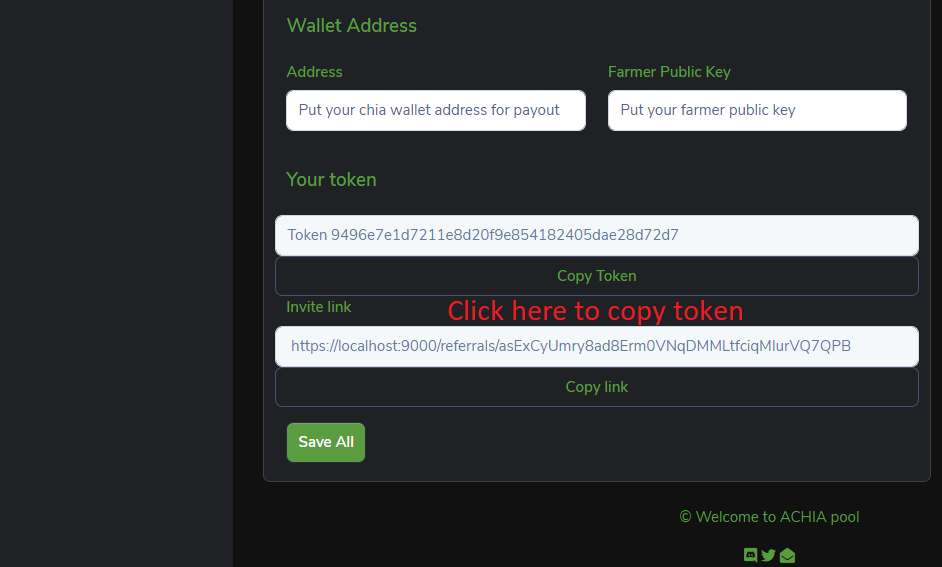 Wallet Address
Address Farmer Public Key
Put your chia wallet address for payout Put your farmer public key
Your token
Token 9496e7e1d7211e8d20f9e854182405dae28d72d7
Copy Token
Invite link Click here to copy token
https://localhost:9000/referrals/asExCyUmry8ad8Erm0VNqDMMLtfciqMIurVQ7QPB
Copy link
Save All
© Welcome to ACHIA pool